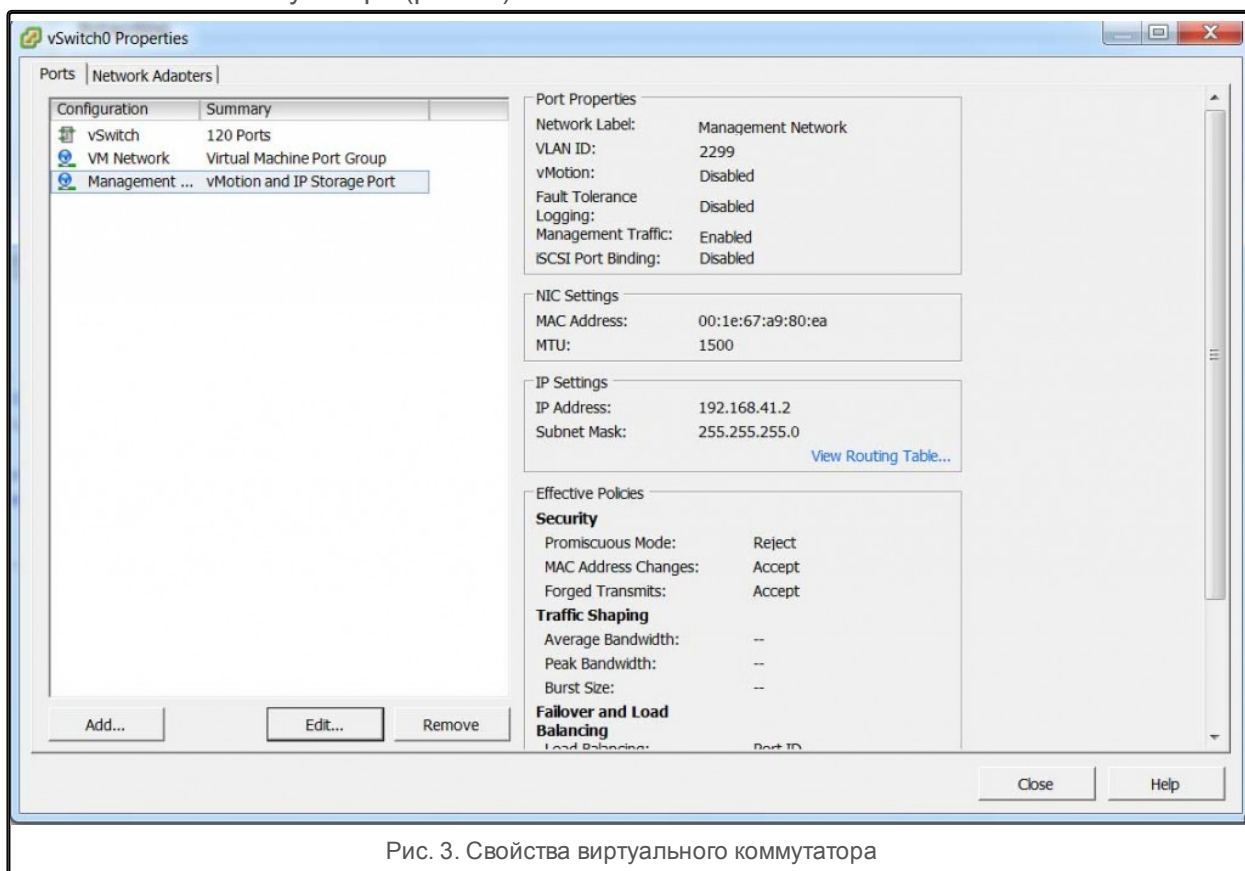 vSwitch0 Properties
Ports Network Adapters
Configuration Summary
vSwitch 120 Ports
VM Network Virtual Machine Port Group
Management ... vMotion and IP Storage Port
Add... Edit... Remove
Port Properties
Network Label: Management Network
VLAN ID: 2299
vMotion: Disabled
Fault Tolerance
Logging: Disabled
Management Traffic: Enabled
iSCSI Port Binding: Disabled
NIC Settings
MAC Address: 00:1e:67:a9:80:ea
MTU: 1500
IP Settings
IP Address: 192.168.41.2
Subnet Mask: 255.255.255.0
View Routing Table...
Effective Policies
Security
Promiscuous Mode: Reject
MAC Address Changes: Accept
Forged Transmits: Accept
Traffic Shaping
Average Bandwidth: --
Peak Bandwidth: --
Burst Size: --
Failover and Load
Balancing
Load Balancing: Port ID
Close Help
Рис. 3. Свойства виртуального коммутатора